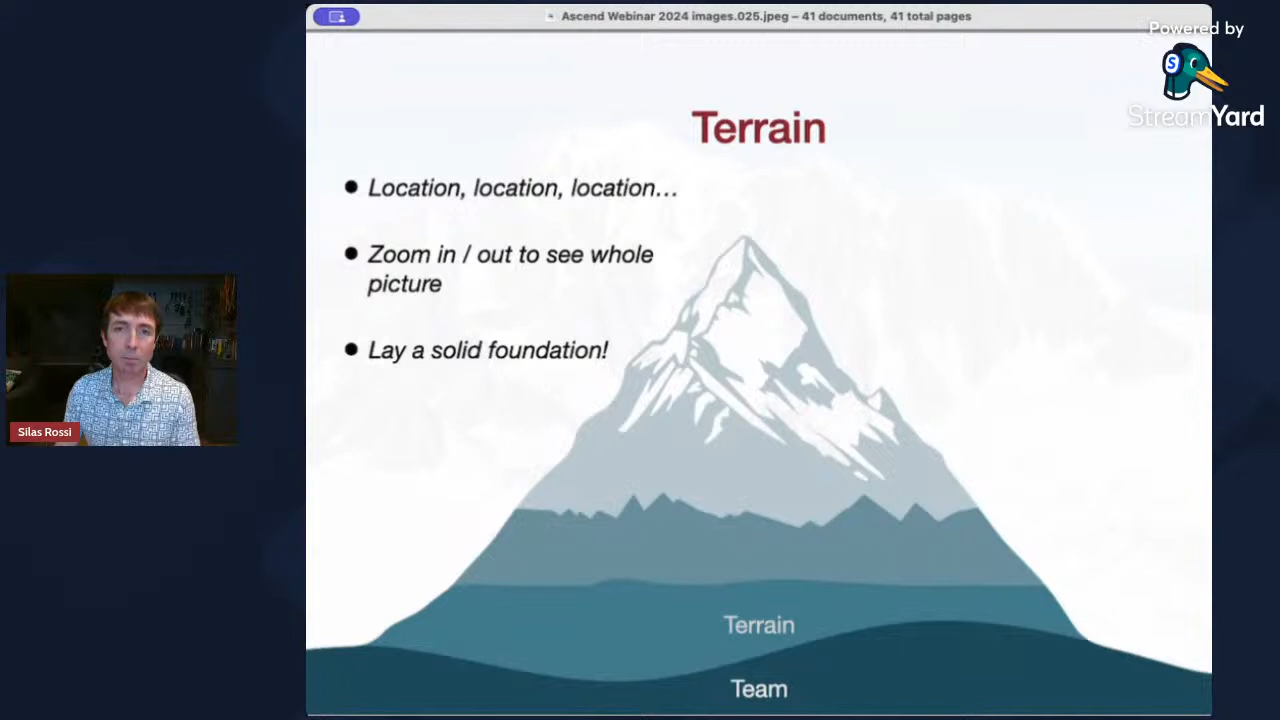 Ascend Webinar 2024 images.025.jpeg – 41 documents, 41 total pages
Powered by
S
StreamYard
Terrain
Location, location, location…
Zoom in / out to see whole
picture
Lay a solid foundation!
Silas Rossi
Terrain
Team